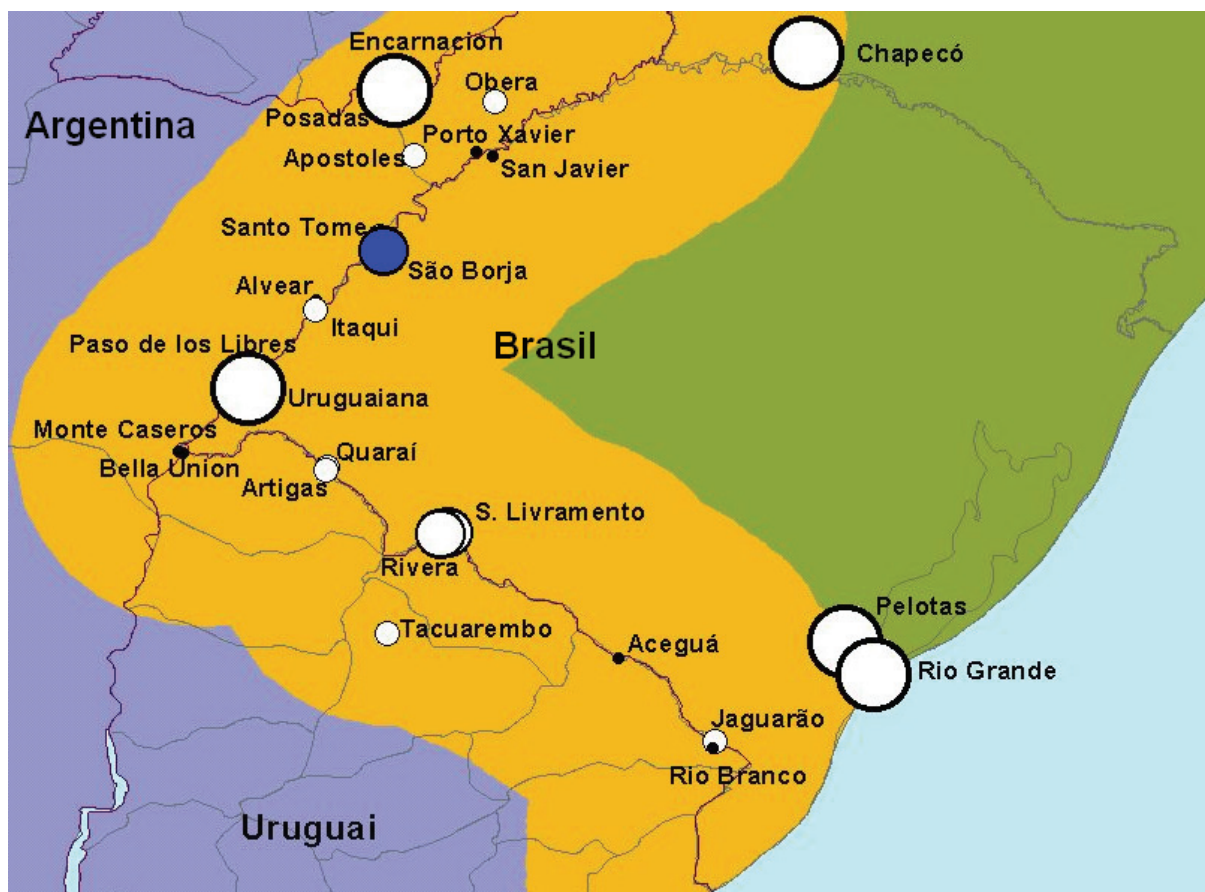 Encarnación
Chapecó
Obera
Argentina
Posadas
Porto Xavier
Apostoles
San Javier
Santo Tome
São Borja
Alvear
Itaqui
Brasil
Paso de los Libres
Uruguaiana
Monte Caseros
Quaraí
Bella Union
Artigas
S. Livramento
Rivera
Pelotas
Tacuarembo
Aceguá
Rio Grande
Jaguarão
Rio Branco
Uruguai